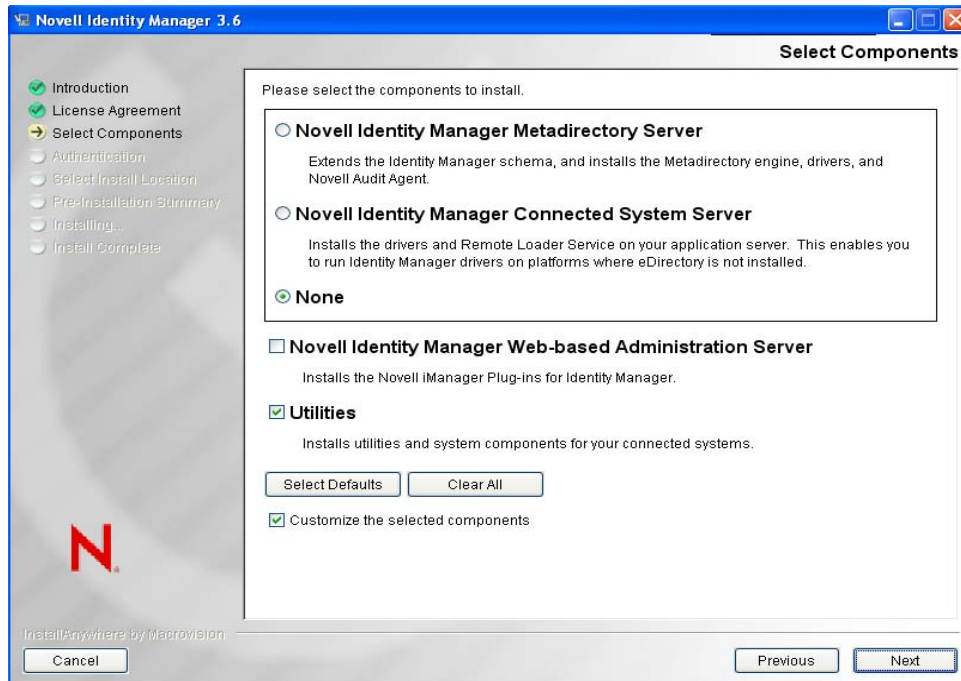 Novell Identity Manager 3.6
Select Components
Introduction
License Agreement
Select Components
Authentication
Select Install Location
Pre-Installation Summary
Installing...
Install Complete
Please select the components to install.
Novell Identity Manager Metadirectory Server
Extends the Identity Manager schema, and installs the Metadirectory engine, drivers, and
Novell Audit Agent.
Novell Identity Manager Connected System Server
Installs the drivers and Remote Loader Service on your application server. This enables you
to run Identity Manager drivers on platforms where eDirectory is not installed.
None
Novell Identity Manager Web-based Administration Server
Installs the Novell iManager Plug-ins for Identity Manager.
Utilities
Installs utilities and system components for your connected systems.
Select Defaults
Clear All
Customize the selected components
N
InstallAnywhere by Macrovision
Cancel
Previous
Next